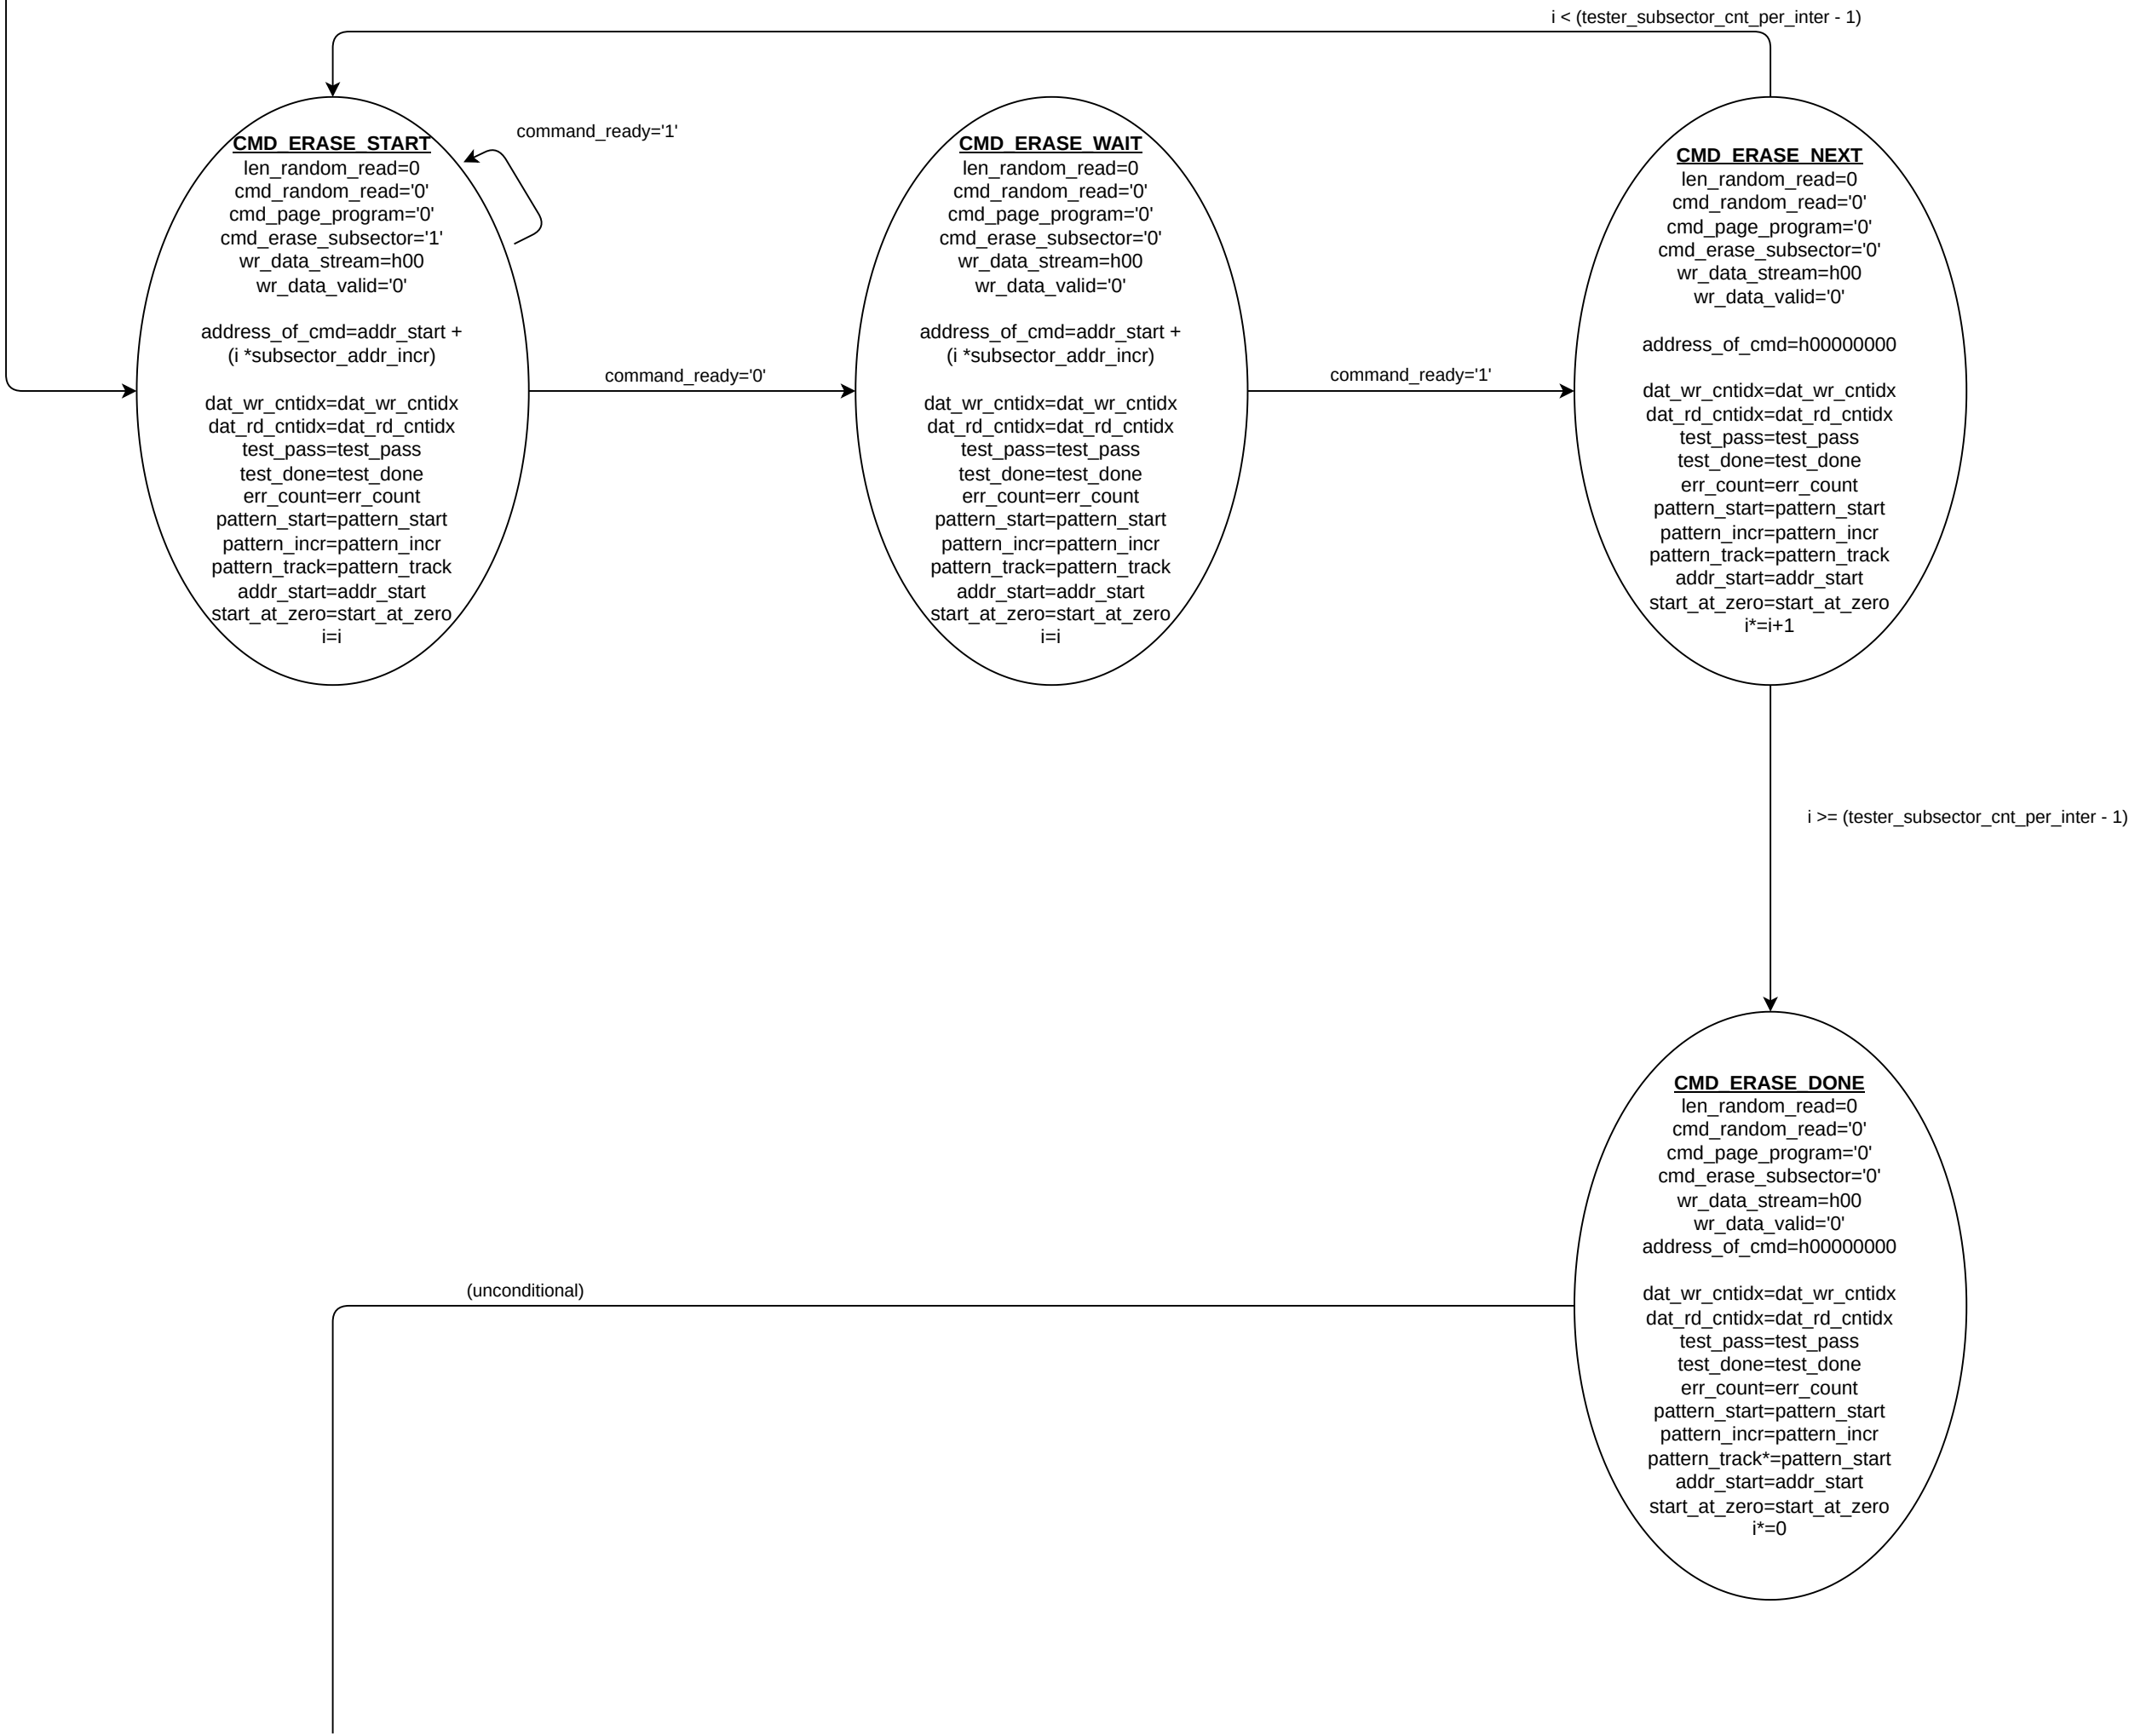 i < (tester_subsector_cnt_per_inter - 1)
command_ready='1'
CMD_ERASE_START
len_random_read=0
cmd_random_read='0'
cmd_page_program='0'
cmd_erase_subsector='1'
wr_data_stream=h00
wr_data_valid='0'
address_of_cmd=addr_start +
(i *subsector_addr_incr)
dat_wr_cntidx=dat_wr_cntidx
dat_rd_cntidx=dat_rd_cntidx
test_pass=test_pass
test_done=test_done
err_count=err_count
pattern_start=pattern_start
pattern_incr=pattern_incr
pattern_track=pattern_track
addr_start=addr_start
start_at_zero=start_at_zero
i=i
command_ready='0'
CMD_ERASE_WAIT
len_random_read=0
cmd_random_read='0'
cmd_page_program='0'
cmd_erase_subsector='0'
wr_data_stream=h00
wr_data_valid='0'
address_of_cmd=addr_start +
(i *subsector_addr_incr)
dat_wr_cntidx=dat_wr_cntidx
dat_rd_cntidx=dat_rd_cntidx
test_pass=test_pass
test_done=test_done
err_count=err_count
pattern_start=pattern_start
pattern_incr=pattern_incr
pattern_track=pattern_track
addr_start=addr_start
start_at_zero=start_at_zero
i=i
command_ready='1'
CMD_ERASE_NEXT
len_random_read=0
cmd_random_read='0'
cmd_page_program='0'
cmd_erase_subsector='0'
wr_data_stream=h00
wr_data_valid='0'
address_of_cmd=h00000000
dat_wr_cntidx=dat_wr_cntidx
dat_rd_cntidx=dat_rd_cntidx
test_pass=test_pass
test_done=test_done
err_count=err_count
pattern_start=pattern_start
pattern_incr=pattern_incr
pattern_track=pattern_track
addr_start=addr_start
start_at_zero=start_at_zero
i*=i+1
i >= (tester_subsector_cnt_per_inter - 1)
CMD_ERASE_DONE
len_random_read=0
cmd_random_read='0'
cmd_page_program='0'
cmd_erase_subsector='0'
wr_data_stream=h00
wr_data_valid='0'
address_of_cmd=h00000000
dat_wr_cntidx=dat_wr_cntidx
dat_rd_cntidx=dat_rd_cntidx
test_pass=test_pass
test_done=test_done
err_count=err_count
pattern_start=pattern_start
pattern_incr=pattern_incr
pattern_track*=pattern_start
addr_start=addr_start
start_at_zero=start_at_zero
i*=0
(unconditional)